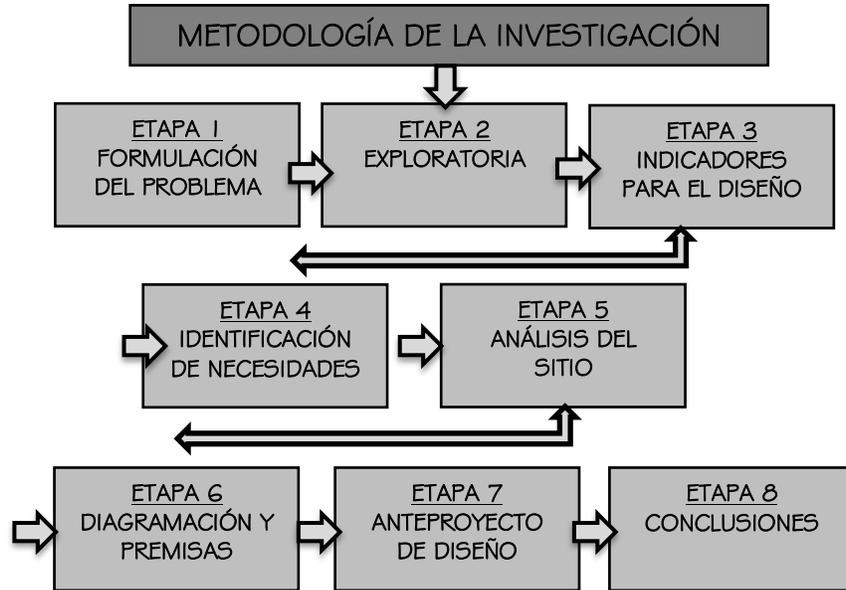 METODOLOGÍA DE LA INVESTIGACIÓN
ETAPA 1
FORMULACIÓN
DEL PROBLEMA
ETAPA 2
EXPLORATORIA
ETAPA 3
INDICADORES
PARA EL DISEÑO
ETAPA 4
IDENTIFICACIÓN
DE NECESIDADES
ETAPA 5
ANÁLISIS DEL
SITIO
ETAPA 6
DIAGRAMACIÓN Y
PREMISAS
ETAPA 7
ANTEPROYECTO
DE DISEÑO
ETAPA 8
CONCLUSIONES